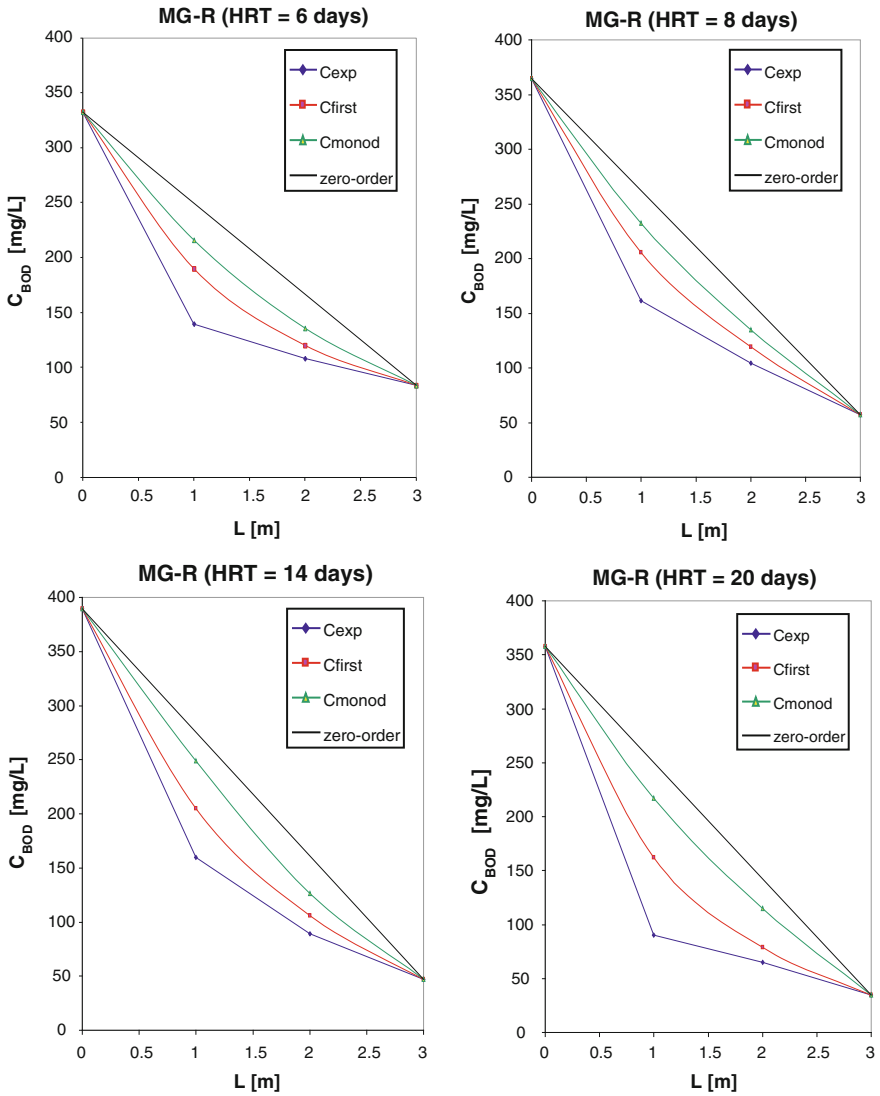 MG-R (HRT = 6 days)
400
350
300
250
200
150
100
50
0
0
0.5
1
1.5
2
2.5
3
C_BOD [mg/L]
L [m]
Cexp
Cfirst
Cmonod
zero-order
MG-R (HRT = 8 days)
400
350
300
250
200
150
100
50
0
0
0.5
1
1.5
2
2.5
3
C_BOD [mg/L]
L [m]
Cexp
Cfirst
Cmonod
zero-order
MG-R (HRT = 14 days)
400
350
300
250
200
150
100
50
0
0
0.5
1
1.5
2
2.5
3
C_BOD [mg/L]
L [m]
Cexp
Cfirst
Cmonod
zero-order
MG-R (HRT = 20 days)
400
350
300
250
200
150
100
50
0
0
0.5
1
1.5
2
2.5
3
C_BOD [mg/L]
L [m]
Cexp
Cfirst
Cmonod
zero-order